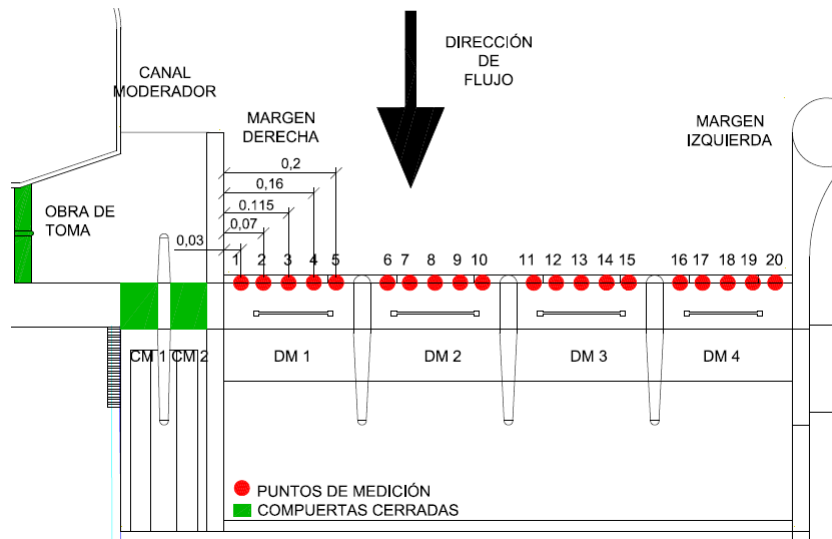 DIRECCIÓN
DE
FLUJO
CANAL
MODERADOR
MARGEN
DERECHA
MARGEN
IZQUIERDA
0,2
0,16
0.115
0,07
0,03
OBRA DE
TOMA
1 2 3 4 5 6 7 8 9 10 11 12 13 14 15 16 17 18 19 20
CM 1 CM 2 DM 1 DM 2 DM 3 DM 4
PUNTOS DE MEDICIÓN
COMPUERTAS CERRADAS